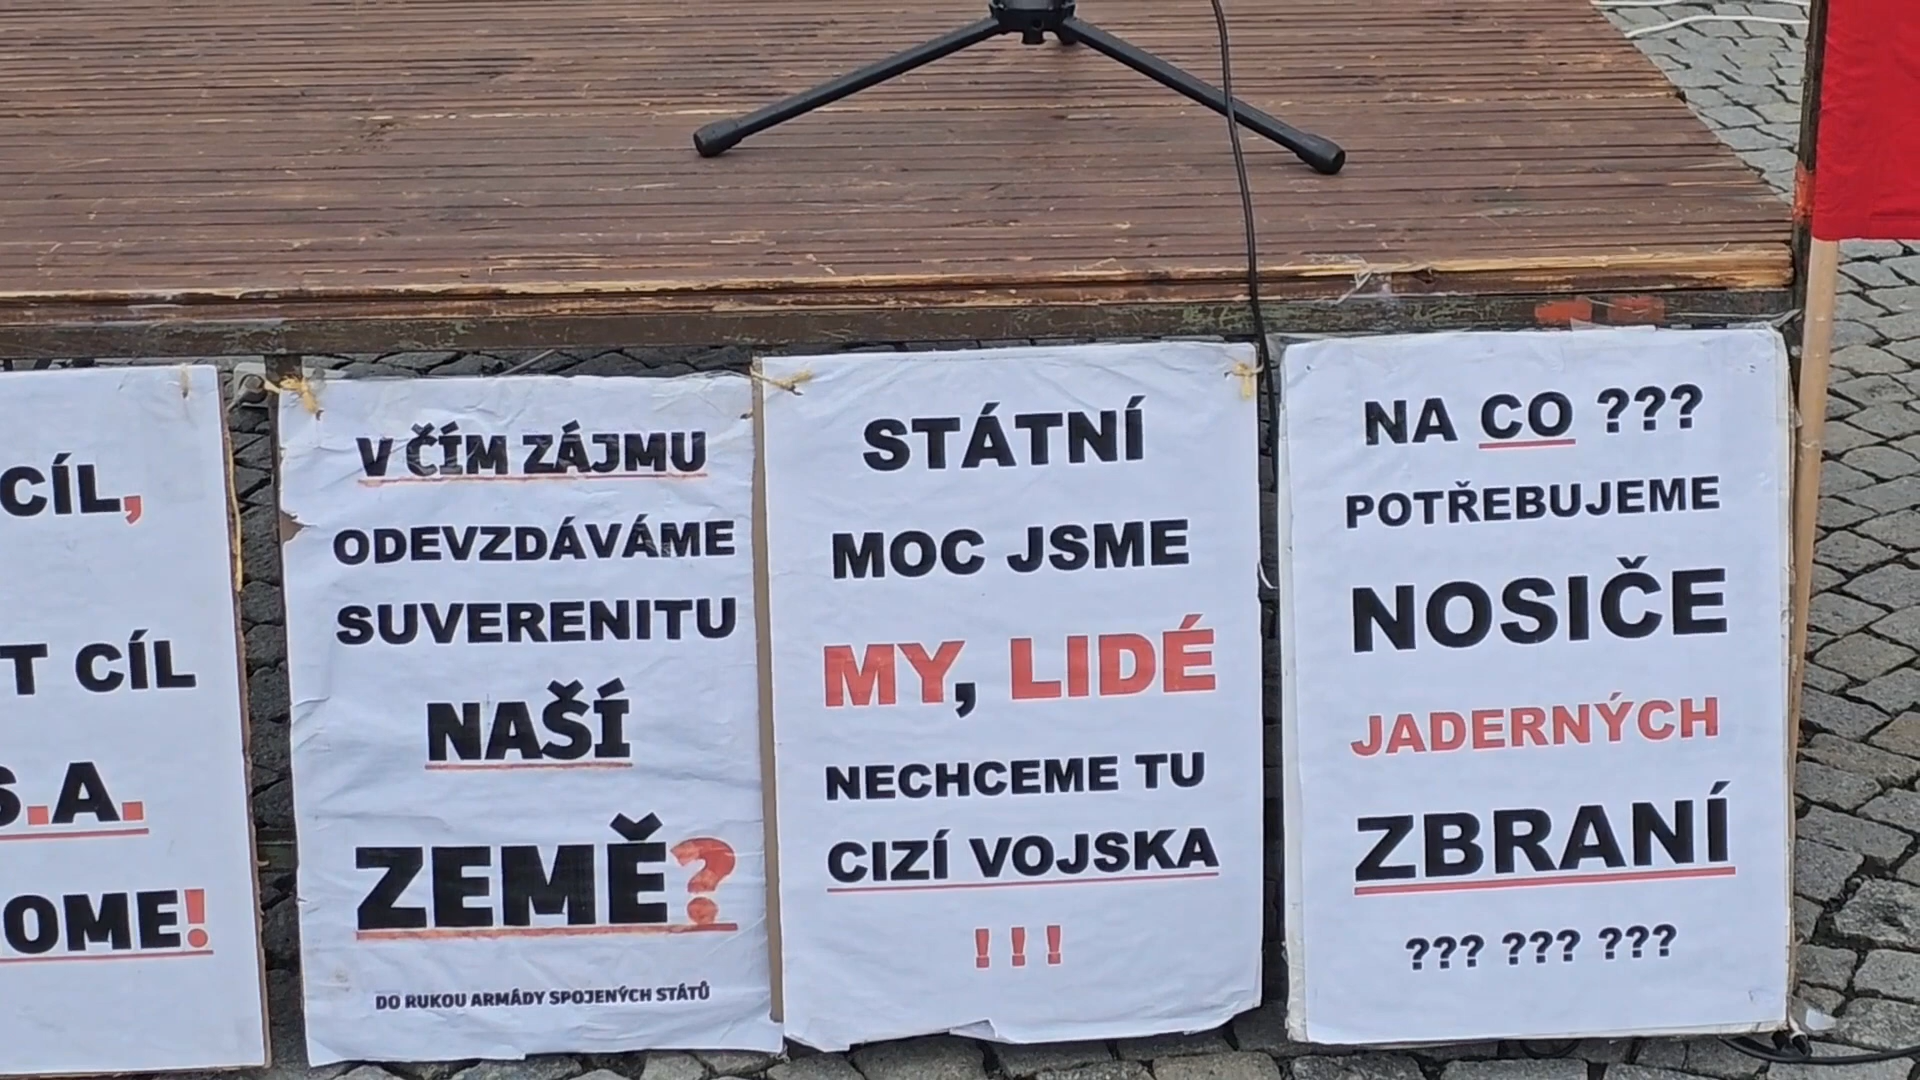 CÍL,
T CÍL
S.A.
OME!
V ČÍM ZÁJMU
ODEVZDÁVÁME
SUVERENITU
NAŠÍ
ZEMĚ?
DO RUKOU ARMÁDY SPOJENÝCH STÁTŮ
STÁTNÍ
MOC JSME
MY, LIDÉ
NECHCEME TU
CIZÍ VOJSKA
!!!
NA CO ???
POTŘEBUJEME
NOSIČE
JADERNÝCH
ZBRANÍ
??? ??? ???